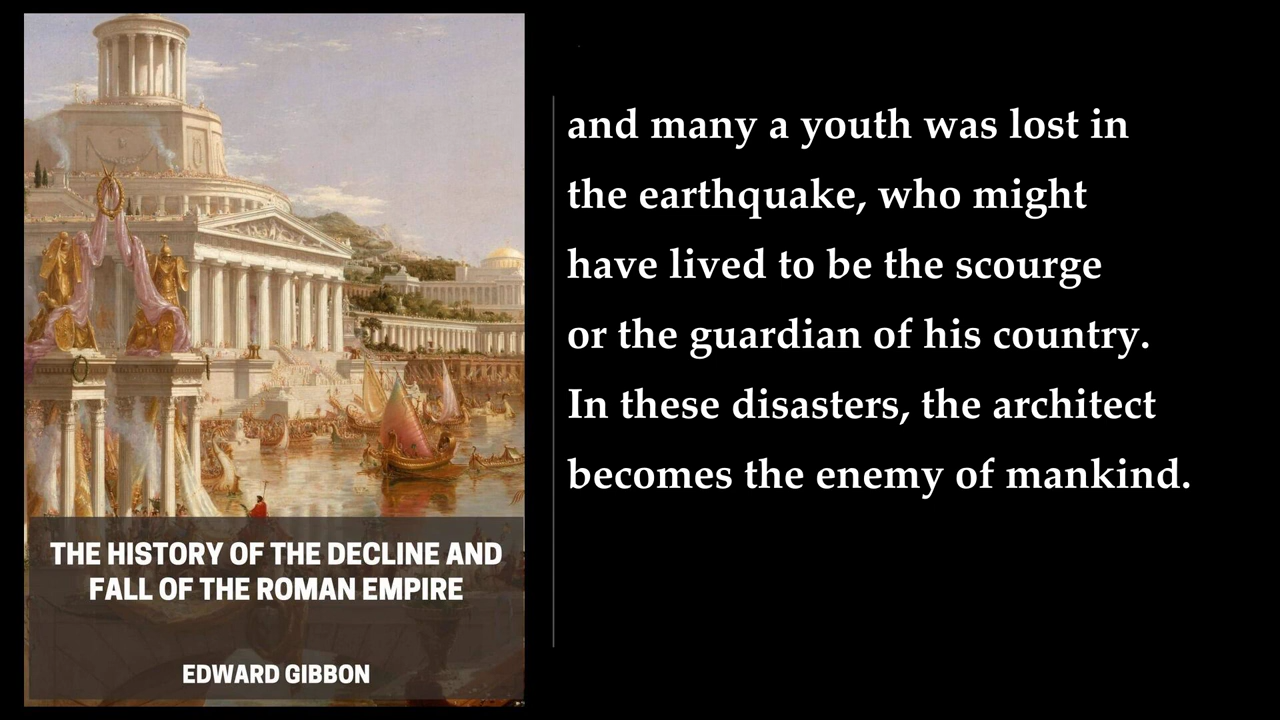 and many a youth was lost in
the earthquake, who might
have lived to be the scourge
or the guardian of his country.
In these disasters, the architect
becomes the enemy of mankind.
THE HISTORY OF THE DECLINE AND
FALL OF THE ROMAN EMPIRE
EDWARD GIBBON